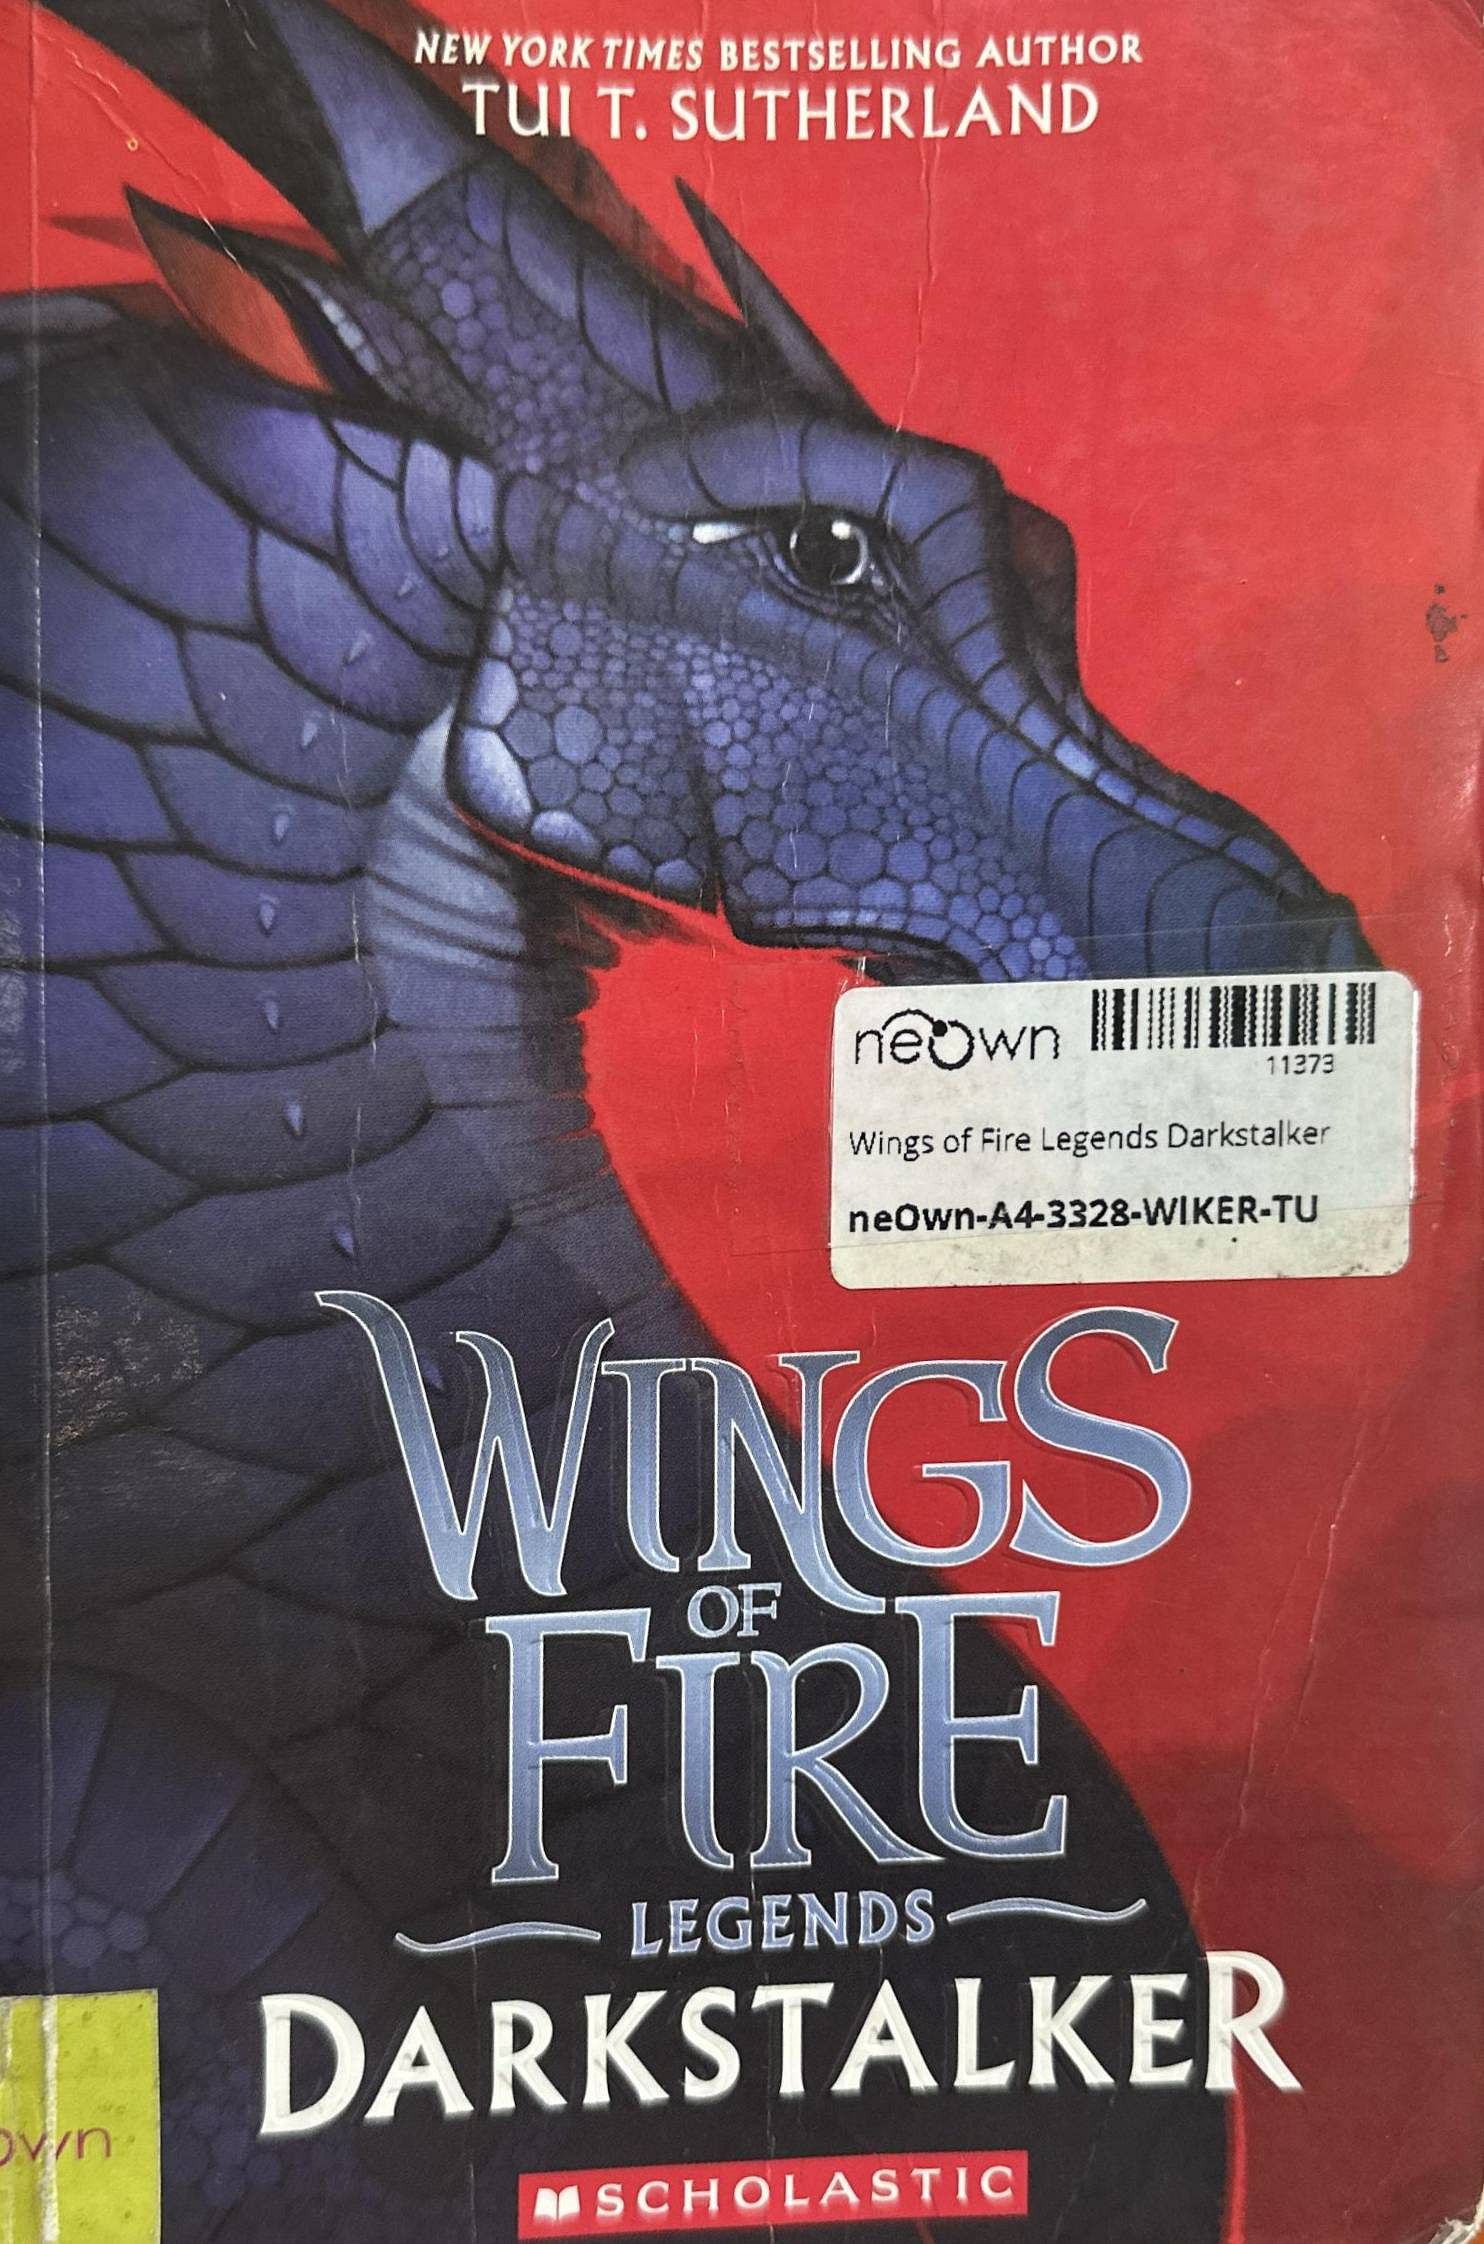 NEW YORK TIMES BESTSELLING AUTHOR
TUI T. SUTHERLAND
neOwn
11373
Wings of Fire Legends Darkstalker
neOwn-A4-3328-WIKER-TU
WINGS
OF
FIRE
LEGENDS
DARKSTALKER
own
SCHOLASTIC